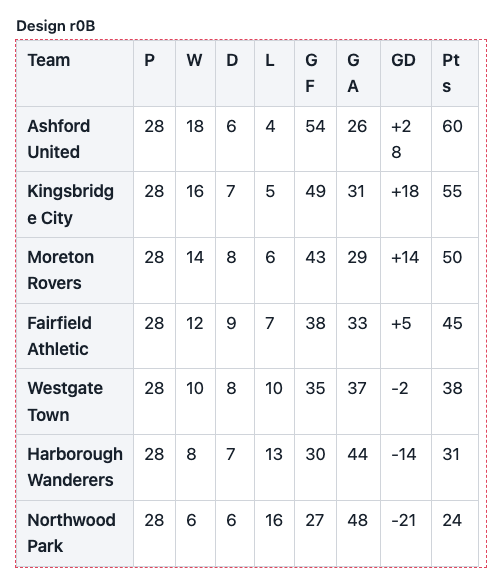 Design r0B
Team P W D L G GD Pt
F A s
Ashford 28 18 6 4 54 26 +2 60
United 8
Kingsbridg 28 16 7 5 49 31 +18 55
e City
Moreton 28 14 8 6 43 29 +14 50
Rovers
Fairfield 28 12 9 7 38 33 +5 45
Athletic
Westgate 28 10 8 10 35 37 -2 38
Town
Harborough 28 8 7 13 30 44 -14 31
Wanderers
Northwood 28 6 6 16 27 48 -21 24
Park